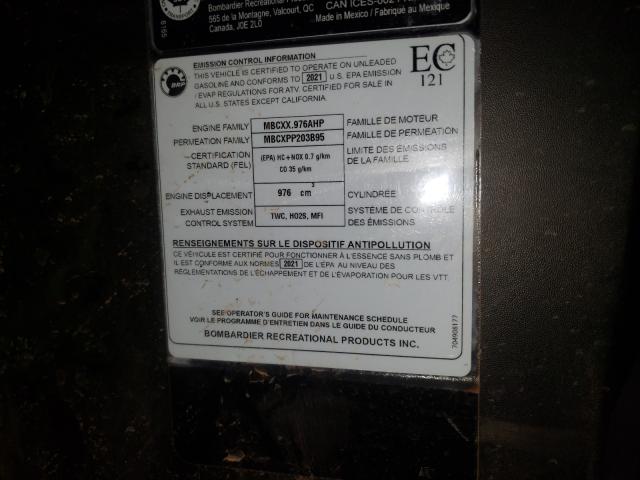 Bombardier Recreational
565 de la Montagne, Valcourt, QC
Canada, J0E 2L0
CAN ICES-002
Made in Mexico / Fabriqué au Mexique
TRANSPORT
6165
BRP
EMISSION CONTROL INFORMATION
THIS VEHICLE IS CERTIFIED TO OPERATE ON UNLEADED
GASOLINE AND CONFORMS TO 2021 U.S. EPA EMISSION
/ EVAP REGULATIONS FOR ATV. CERTIFIED FOR SALE IN
ALL U.S. STATES EXCEPT CALIFORNIA.
EC
121
ENGINE FAMILY MBCXX.976AHP FAMILLE DE MOTEUR
PERMEATION FAMILY MBCXPP203B95 FAMILLE DE PERMÉATION
CERTIFICATION STANDARD (FEL) (EPA) HC+NOX 0.7 g/km CO 35 g/km LIMITE DES ÉMISSIONS DE LA FAMILLE
ENGINE DISPLACEMENT 976 cm3 CYLINDRÉE
EXHAUST EMISSION CONTROL SYSTEM TWC, HO2S, MFI SYSTÈME DE CONTRÔLE DES ÉMISSIONS
RENSEIGNEMENTS SUR LE DISPOSITIF ANTIPOLLUTION
CE VÉHICULE EST CERTIFIÉ POUR FONCTIONNER À L'ESSENCE SANS PLOMB ET
IL EST CONFORME AUX NORMES 2021 DE L'ÉPA AU NIVEAU DES
RÉGLEMENTATIONS DE L'ÉCHAPPEMENT ET DE L'ÉVAPORATION POUR LES VTT.
SEE OPERATOR'S GUIDE FOR MAINTENANCE SCHEDULE
VOIR LE PROGRAMME D'ENTRETIEN DANS LE GUIDE DU CONDUCTEUR
BOMBARDIER RECREATIONAL PRODUCTS INC.
704908177